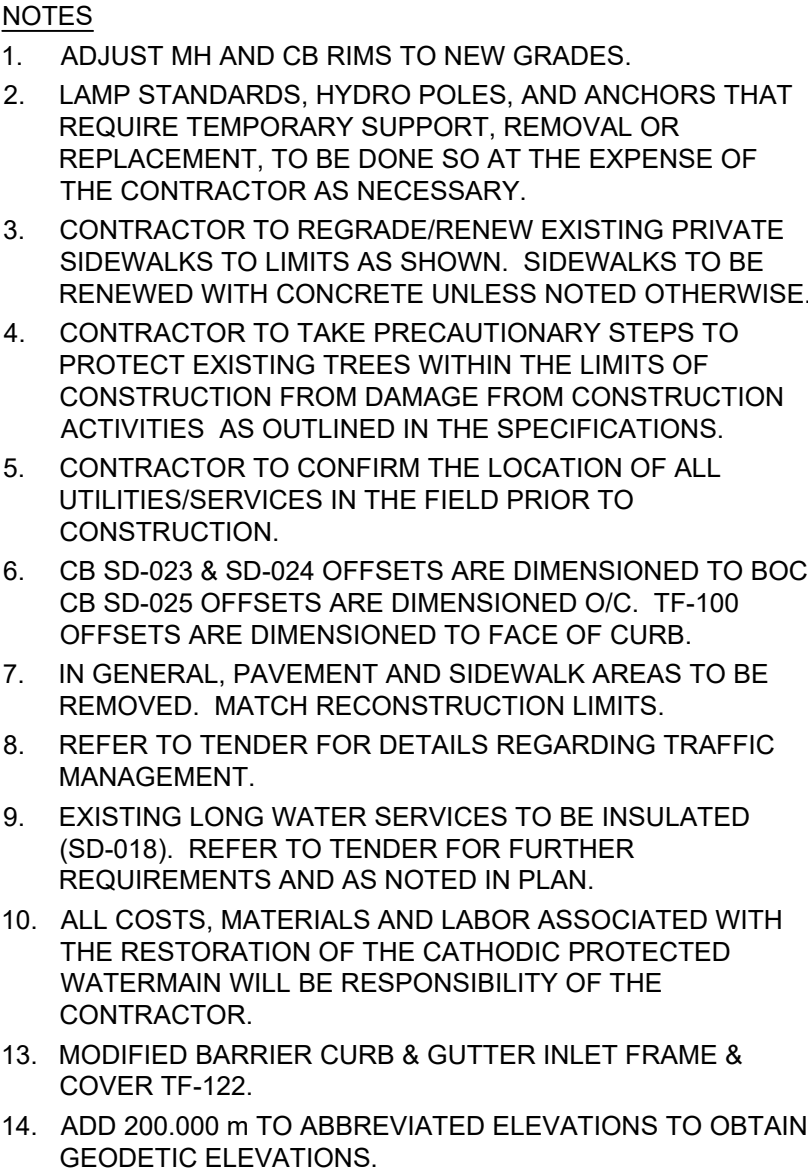 NOTES
1. ADJUST MH AND CB RIMS TO NEW GRADES.
2. LAMP STANDARDS, HYDRO POLES, AND ANCHORS THAT
REQUIRE TEMPORARY SUPPORT, REMOVAL OR
REPLACEMENT, TO BE DONE SO AT THE EXPENSE OF
THE CONTRACTOR AS NECESSARY.
3. CONTRACTOR TO REGRADE/RENEW EXISTING PRIVATE
SIDEWALKS TO LIMITS AS SHOWN. SIDEWALKS TO BE
RENEWED WITH CONCRETE UNLESS NOTED OTHERWISE.
4. CONTRACTOR TO TAKE PRECAUTIONARY STEPS TO
PROTECT EXISTING TREES WITHIN THE LIMITS OF
CONSTRUCTION FROM DAMAGE FROM CONSTRUCTION
ACTIVITIES AS OUTLINED IN THE SPECIFICATIONS.
5. CONTRACTOR TO CONFIRM THE LOCATION OF ALL
UTILITIES/SERVICES IN THE FIELD PRIOR TO
CONSTRUCTION.
6. CB SD-023 & SD-024 OFFSETS ARE DIMENSIONED TO BOC
CB SD-025 OFFSETS ARE DIMENSIONED O/C. TF-100
OFFSETS ARE DIMENSIONED TO FACE OF CURB.
7. IN GENERAL, PAVEMENT AND SIDEWALK AREAS TO BE
REMOVED. MATCH RECONSTRUCTION LIMITS.
8. REFER TO TENDER FOR DETAILS REGARDING TRAFFIC
MANAGEMENT.
9. EXISTING LONG WATER SERVICES TO BE INSULATED
(SD-018). REFER TO TENDER FOR FURTHER
REQUIREMENTS AND AS NOTED IN PLAN.
10. ALL COSTS, MATERIALS AND LABOR ASSOCIATED WITH
THE RESTORATION OF THE CATHODIC PROTECTED
WATERMAIN WILL BE RESPONSIBILITY OF THE
CONTRACTOR.
13. MODIFIED BARRIER CURB & GUTTER INLET FRAME &
COVER TF-122.
14. ADD 200.000 m TO ABBREVIATED ELEVATIONS TO OBTAIN
GEODETIC ELEVATIONS.